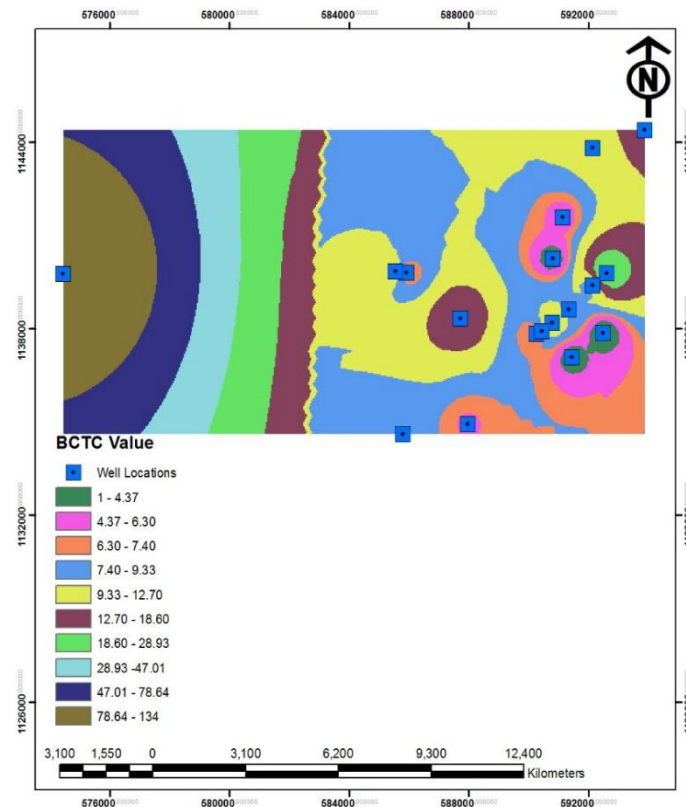 576000 580000 584000 588000 592000
N
1144000
1138000 1138000
1132000
1126000
BCTC Value
Well Locations
1 - 4.37
4.37 - 6.30
6.30 - 7.40
7.40 - 9.33
9.33 - 12.70
12.70 - 18.60
18.60 - 28.93
28.93 -47.01
47.01 - 78.64
78.64 - 134
3,100 1,550 0 3,100 6,200 9,300 12,400
Kilometers
576000 580000 584000 588000 592000